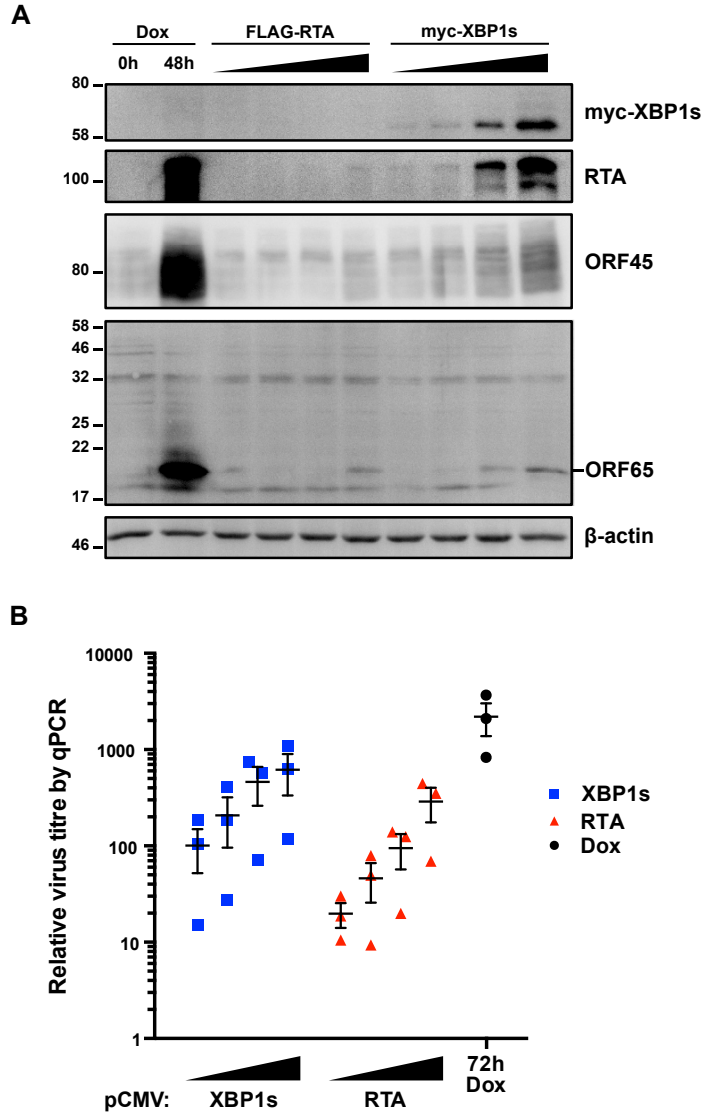 A
Dox FLAG-RTA myc-XBP1s
0h 48h
80
58
myc-XBP1s
100
RTA
80
ORF45
58
46
32
25
22
17
ORF65
46
β-actin
B
Relative virus titre by qPCR
10000
1000
100
10
1
XBP1s
RTA
Dox
pCMV: XBP1s RTA 72h
Dox